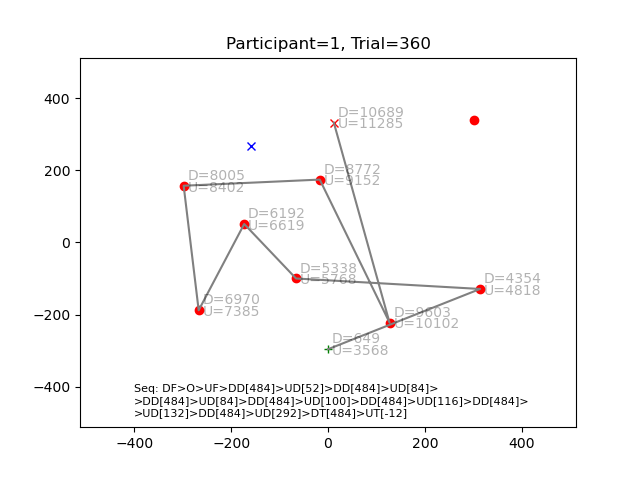 Participant=1, Trial=360
400
200
0
−200
−400
−400
−200
0
200
400
D=10689
U=11285
D=8772
U=9152
D=8005
U=8402
D=6192
U=6619
D=5338
U=5768
D=4354
U=4818
D=6970
U=7385
D=9603
U=10102
D=649
U=3568
Seq: DF>O>UF>DD[484]>UD[52]>DD[484]>UD[84]>
>DD[484]>UD[84]>DD[484]>UD[100]>DD[484]>UD[116]>DD[484]>
>UD[132]>DD[484]>UD[292]>DT[484]>UT[-12]